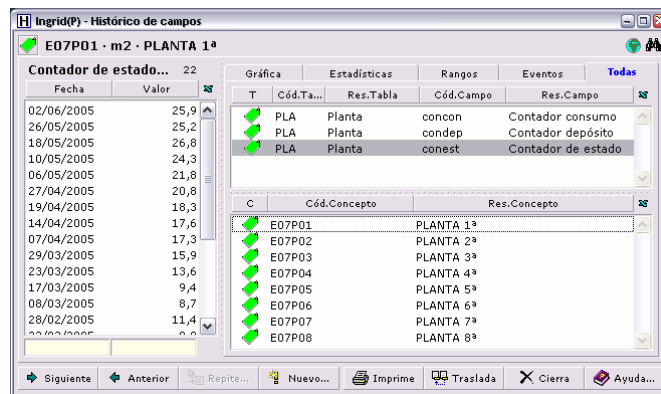 Ingrid(P) - Histórico de campos
E07P01 · m2 · PLANTA 1ª
Contador de estado... 22
Fecha Valor
02/06/2005 25,9
26/05/2005 25,2
18/05/2005 26,8
10/05/2005 24,3
06/05/2005 21,8
27/04/2005 20,8
19/04/2005 18,3
14/04/2005 17,6
07/04/2005 17,3
29/03/2005 15,9
23/03/2005 13,6
17/03/2005 9,4
08/03/2005 8,7
28/02/2005 11,4
Gráfica Estadísticas Rangos Eventos Todas
T Cód.Ta... Res.Tabla Cód.Campo Res.Campo
PLA Planta concon Contador consumo
PLA Planta condep Contador depósito
PLA Planta conest Contador de estado
C Cód.Concepto Res.Concepto
E07P01 PLANTA 1ª
E07P02 PLANTA 2ª
E07P03 PLANTA 3ª
E07P04 PLANTA 4ª
E07P05 PLANTA 5ª
E07P06 PLANTA 6ª
E07P07 PLANTA 7ª
E07P08 PLANTA 8ª
Siguiente Anterior Repite... Nuevo... Imprime Traslada Cierra Ayuda...